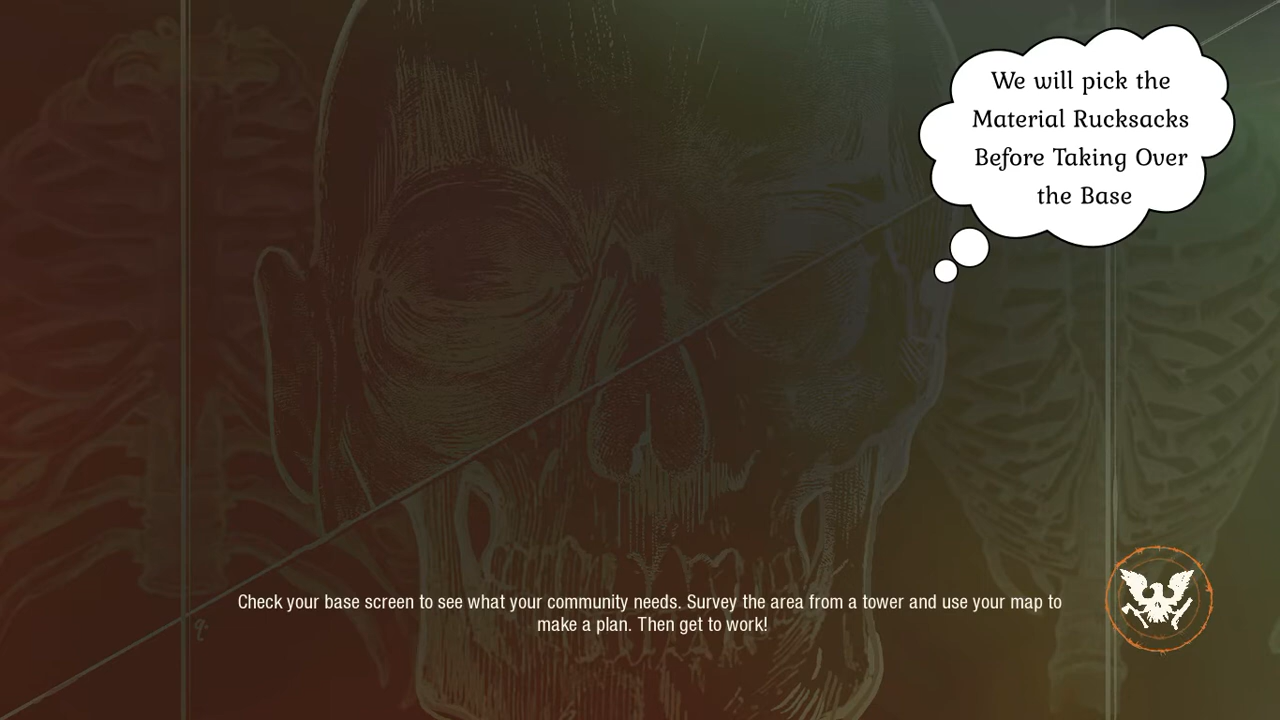 We will pick the
Material Rucksacks
Before Taking Over
the Base
Check your base screen to see what your community needs. Survey the area from a tower and use your map to
make a plan. Then get to work!
q.